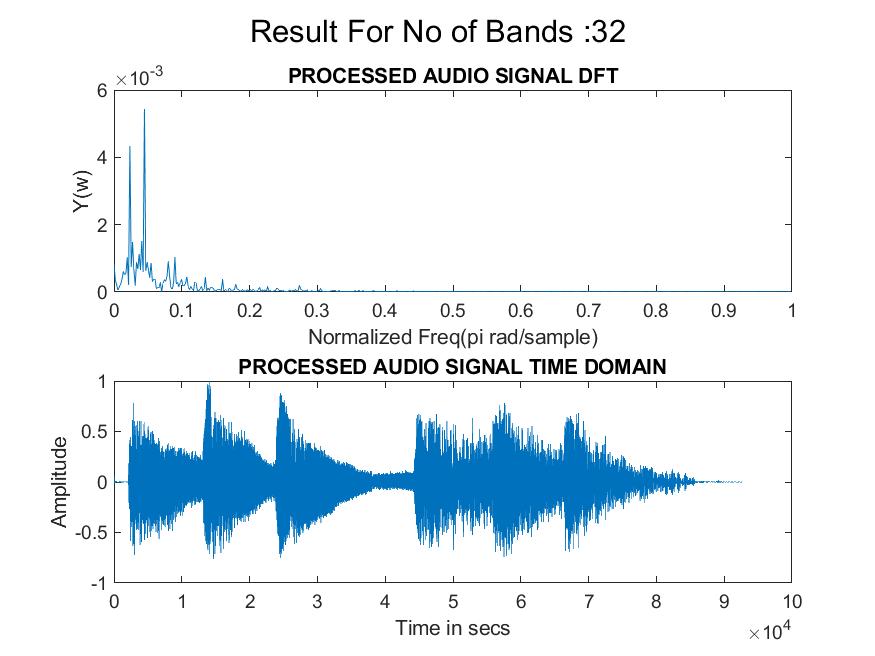 Result For No of Bands :32
×10^-3
PROCESSED AUDIO SIGNAL DFT
6
4
2
0
Y(w)
0 0.1 0.2 0.3 0.4 0.5 0.6 0.7 0.8 0.9 1
Normalized Freq(pi rad/sample)
PROCESSED AUDIO SIGNAL TIME DOMAIN
1
0.5
0
-0.5
-1
Amplitude
0 1 2 3 4 5 6 7 8 9 10
Time in secs
×10^4